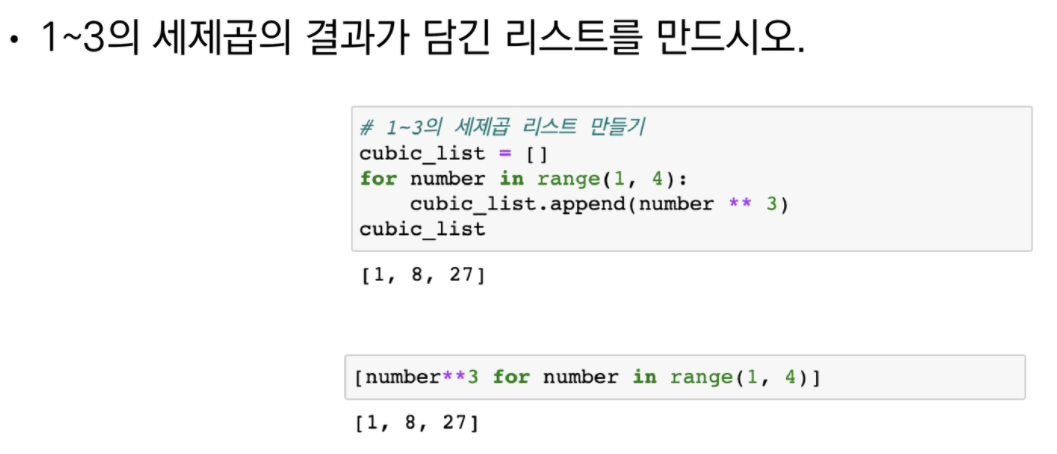 • 1~3의 세제곱의 결과가 담긴 리스트를 만드시오.
# 1~3의 세제곱 리스트 만들기
cubic_list = []
for number in range(1, 4):
    cubic_list.append(number ** 3)
cubic_list
[1, 8, 27]
[number**3 for number in range(1, 4)]
[1, 8, 27]